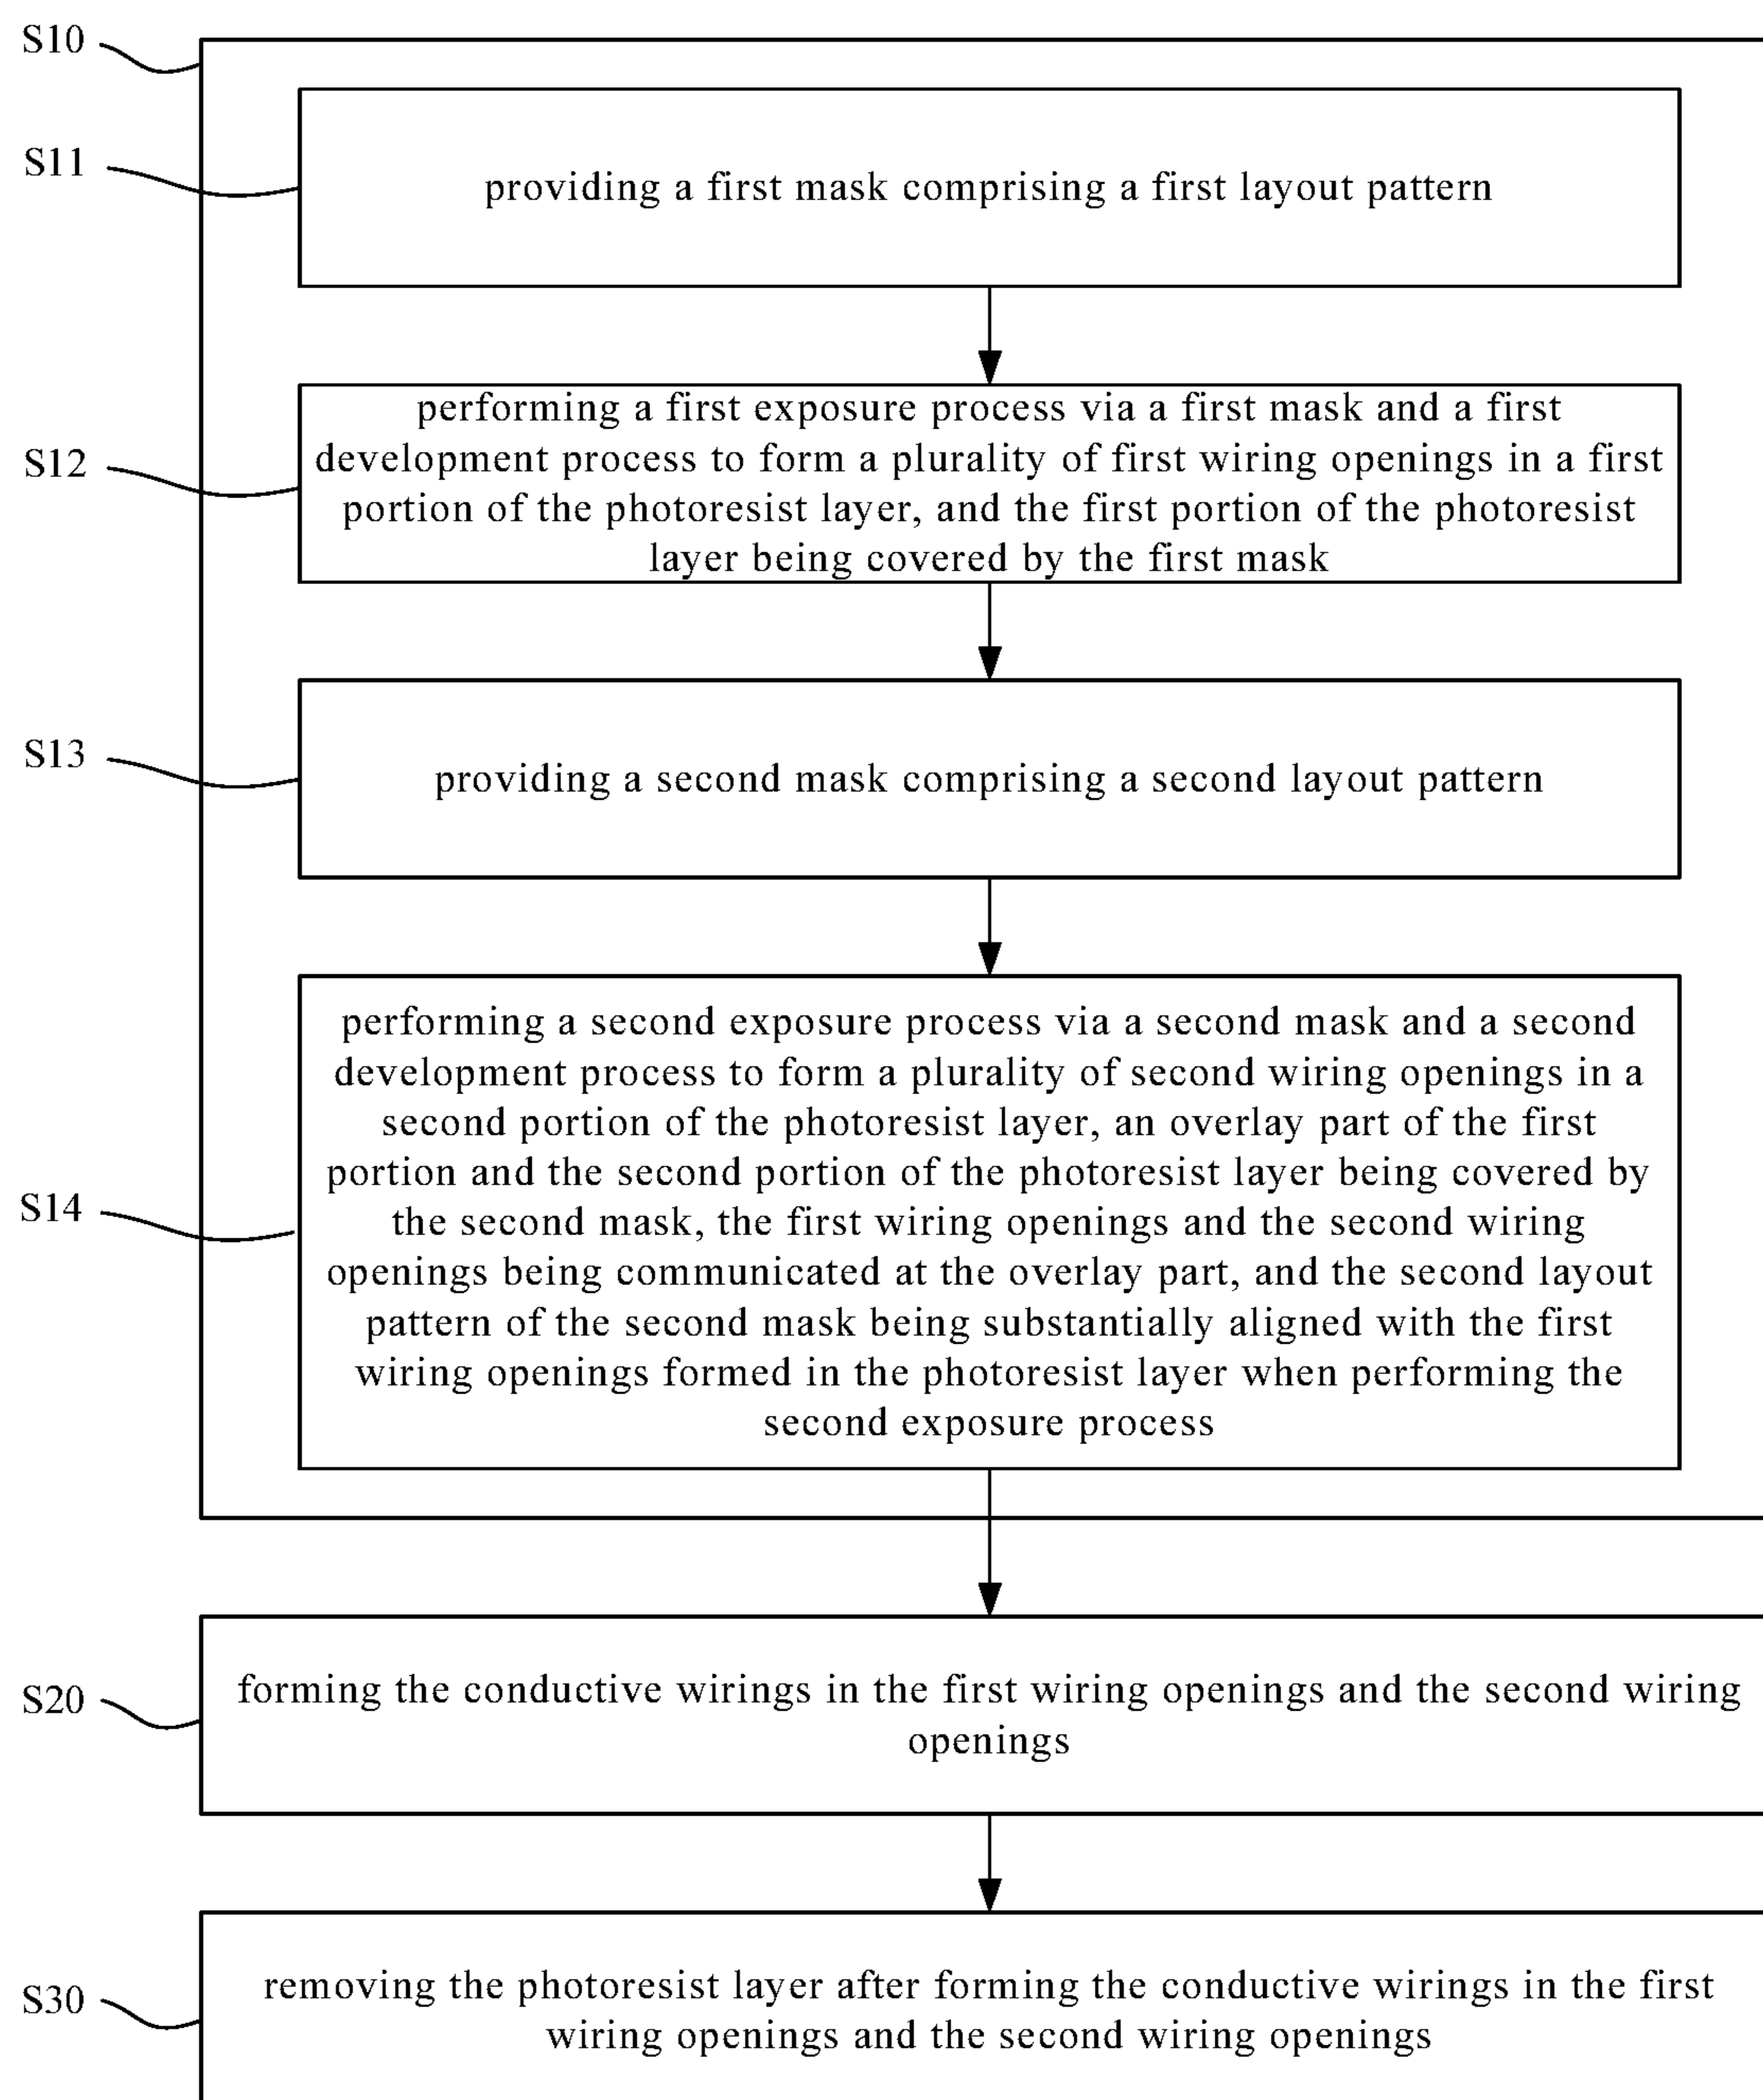 S10
S11
providing a first mask comprising a first layout pattern
S12
performing a first exposure process via a first mask and a first
development process to form a plurality of first wiring openings in a first
portion of the photoresist layer, and the first portion of the photoresist
layer being covered by the first mask
S13
providing a second mask comprising a second layout pattern
S14
performing a second exposure process via a second mask and a second
development process to form a plurality of second wiring openings in a
second portion of the photoresist layer, an overlay part of the first
portion and the second portion of the photoresist layer being covered by
the second mask, the first wiring openings and the second wiring
openings being communicated at the overlay part, and the second layout
pattern of the second mask being substantially aligned with the first
wiring openings formed in the photoresist layer when performing the
second exposure process
S20
forming the conductive wirings in the first wiring openings and the second wiring
openings
S30
removing the photoresist layer after forming the conductive wirings in the first
wiring openings and the second wiring openings